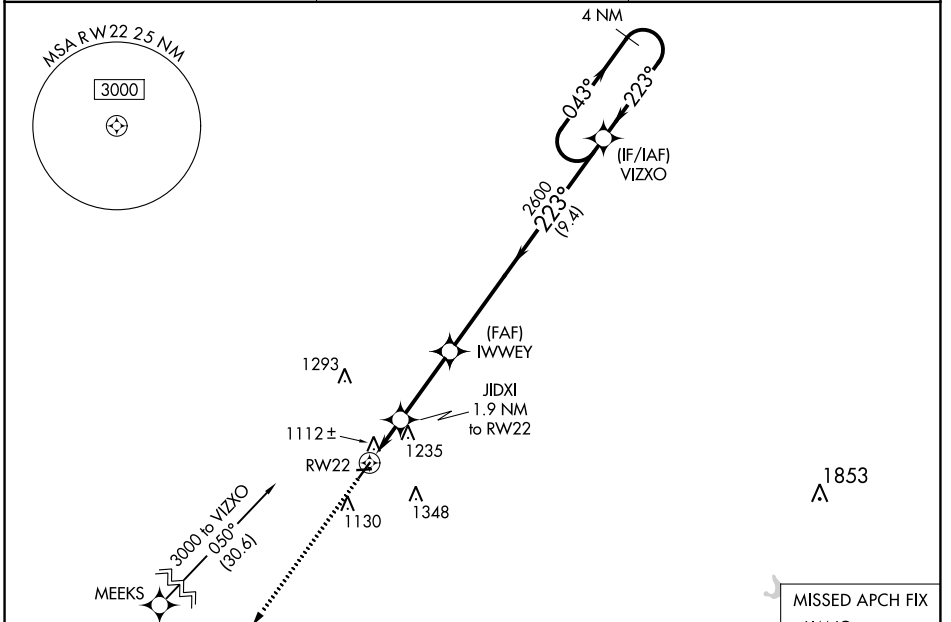 MSA RW22 25 NM
3000
4 NM
043°
223°
(IF/IAF)
VIZXO
2600
223°
(9.4)
(FAF)
IWWEY
1293
JIDXI
1.9 NM
to RW22
1112 ±
1235
RW22
1853
1130
1348
3000 to VIZXO
050°
(30.6)
MEEKS
MISSED APCH FIX